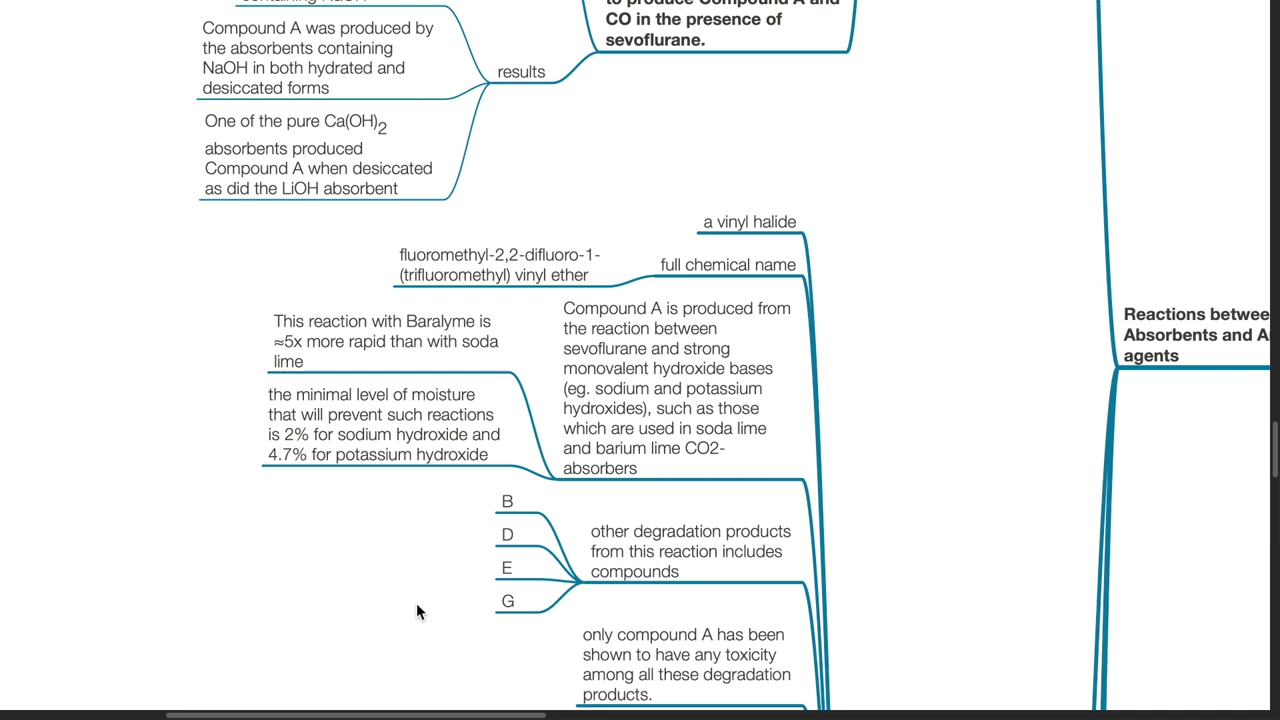 containing NaOH
to produce Compound A and
CO in the presence of
sevoflurane.
Compound A was produced by
the absorbents containing
NaOH in both hydrated and
desiccated forms
results
One of the pure Ca(OH)2
absorbents produced
Compound A when desiccated
as did the LiOH absorbent
a vinyl halide
fluoromethyl-2,2-difluoro-1-
(trifluoromethyl) vinyl ether
full chemical name
This reaction with Baralyme is
≈5x more rapid than with soda
lime
the minimal level of moisture
that will prevent such reactions
is 2% for sodium hydroxide and
4.7% for potassium hydroxide
Compound A is produced from
the reaction between
sevoflurane and strong
monovalent hydroxide bases
(eg. sodium and potassium
hydroxides), such as those
which are used in soda lime
and barium lime CO2-
absorbers
B
D
E
G
other degradation products
from this reaction includes
compounds
only compound A has been
shown to have any toxicity
among all these degradation
products.
Reactions betwee
Absorbents and A
agents